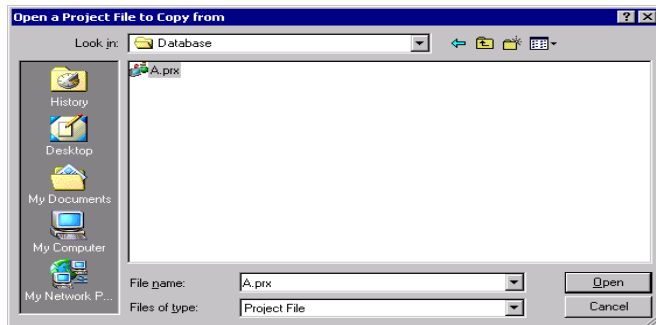 Open a Project File to Copy from
Look in: Database
A.prx
History
Desktop
My Documents
My Computer
My Network P...
File name: A.prx Open
Files of type: Project File Cancel